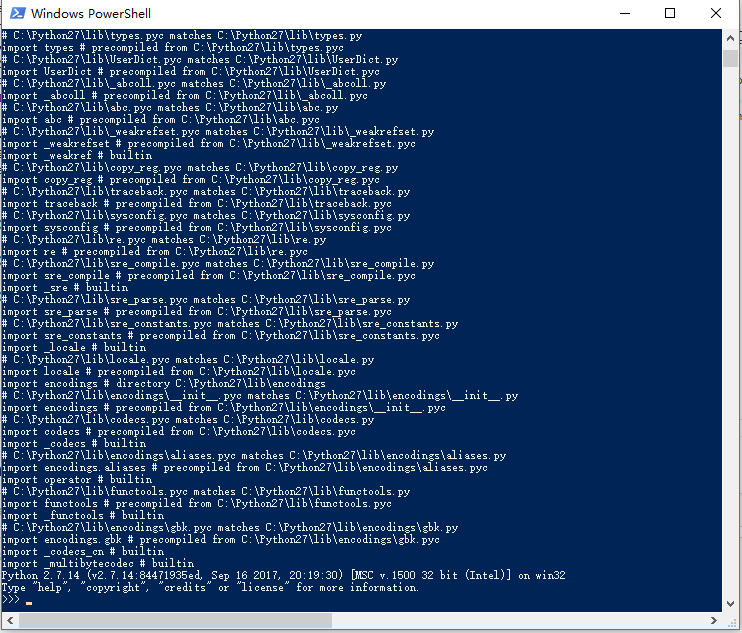 Windows PowerShell
# C:\Python27\lib\types.pyc matches C:\Python27\lib\types.py
import types # precompiled from C:\Python27\lib\types.pyc
# C:\Python27\lib\UserDict.pyc matches C:\Python27\lib\UserDict.py
import UserDict # precompiled from C:\Python27\lib\UserDict.pyc
# C:\Python27\lib\_abcoll.pyc matches C:\Python27\lib\_abcoll.py
import _abcoll # precompiled from C:\Python27\lib\_abcoll.pyc
# C:\Python27\lib\abc.pyc matches C:\Python27\lib\abc.py
import abc # precompiled from C:\Python27\lib\abc.pyc
# C:\Python27\lib\_weakrefset.pyc matches C:\Python27\lib\_weakrefset.py
import _weakrefset # precompiled from C:\Python27\lib\_weakrefset.pyc
import _weakref # builtin
# C:\Python27\lib\copy_reg.pyc matches C:\Python27\lib\copy_reg.py
import copy_reg # precompiled from C:\Python27\lib\copy_reg.pyc
# C:\Python27\lib\traceback.pyc matches C:\Python27\lib\traceback.py
import traceback # precompiled from C:\Python27\lib\traceback.pyc
# C:\Python27\lib\sysconfig.pyc matches C:\Python27\lib\sysconfig.py
import sysconfig # precompiled from C:\Python27\lib\sysconfig.pyc
# C:\Python27\lib\re.pyc matches C:\Python27\lib\re.py
import re # precompiled from C:\Python27\lib\re.pyc
# C:\Python27\lib\sre_compile.pyc matches C:\Python27\lib\sre_compile.py
import sre_compile # precompiled from C:\Python27\lib\sre_compile.pyc
import _sre # builtin
# C:\Python27\lib\sre_parse.pyc matches C:\Python27\lib\sre_parse.py
import sre_parse # precompiled from C:\Python27\lib\sre_parse.pyc
# C:\Python27\lib\sre_constants.pyc matches C:\Python27\lib\sre_constants.py
import sre_constants # precompiled from C:\Python27\lib\sre_constants.pyc
import _locale # builtin
# C:\Python27\lib\locale.pyc matches C:\Python27\lib\locale.py
import locale # precompiled from C:\Python27\lib\locale.pyc
import encodings # directory C:\Python27\lib\encodings
# C:\Python27\lib\encodings\__init__.pyc matches C:\Python27\lib\encodings\__init__.py
import encodings # precompiled from C:\Python27\lib\encodings\__init__.pyc
# C:\Python27\lib\codecs.pyc matches C:\Python27\lib\codecs.py
import codecs # precompiled from C:\Python27\lib\codecs.pyc
import _codecs # builtin
# C:\Python27\lib\encodings\aliases.pyc matches C:\Python27\lib\encodings\aliases.py
import encodings.aliases # precompiled from C:\Python27\lib\encodings\aliases.pyc
import operator # builtin
# C:\Python27\lib\functools.pyc matches C:\Python27\lib\functools.py
import functools # precompiled from C:\Python27\lib\functools.pyc
import _functools # builtin
# C:\Python27\lib\encodings\gbk.pyc matches C:\Python27\lib\encodings\gbk.py
import encodings.gbk # precompiled from C:\Python27\lib\encodings\gbk.pyc
import _codecs_cn # builtin
import _multibytecodec # builtin
Python 2.7.14 (v2.7.14:84471935ed, Sep 16 2017, 20:19:30) [MSC v.1500 32 bit (Intel)] on win32
Type "help", "copyright", "credits" or "license" for more information.
>>> _